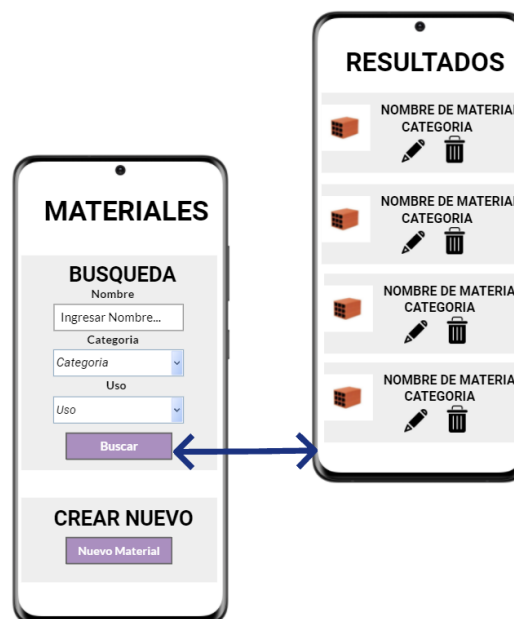 MATERIALES
BUSQUEDA
Nombre
Ingresar Nombre...
Categoria
Categoria
Uso
Uso
Buscar
CREAR NUEVO
Nuevo Material
RESULTADOS
NOMBRE DE MATERIAL
CATEGORIA
NOMBRE DE MATERIAL
CATEGORIA
NOMBRE DE MATERIA
CATEGORIA
NOMBRE DE MATERIA
CATEGORIA